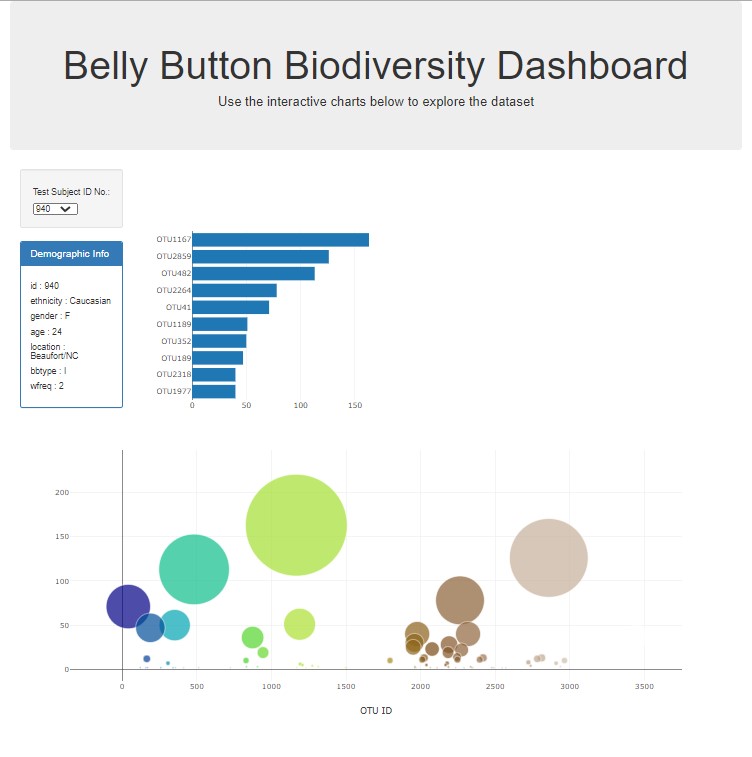 Belly Button Biodiversity Dashboard
Use the interactive charts below to explore the dataset
Test Subject ID No.:
940
Demographic Info
id : 940
ethnicity : Caucasian
gender : F
age : 24
location :
Beaufort/NC
bbtype : I
wfreq : 2
OTU1167
OTU2859
OTU482
OTU2264
OTU41
OTU1189
OTU352
OTU189
OTU2318
OTU1977
0 50 100 150
200
150
100
50
0
0 500 1000 1500 2000 2500 3000 3500
OTU ID